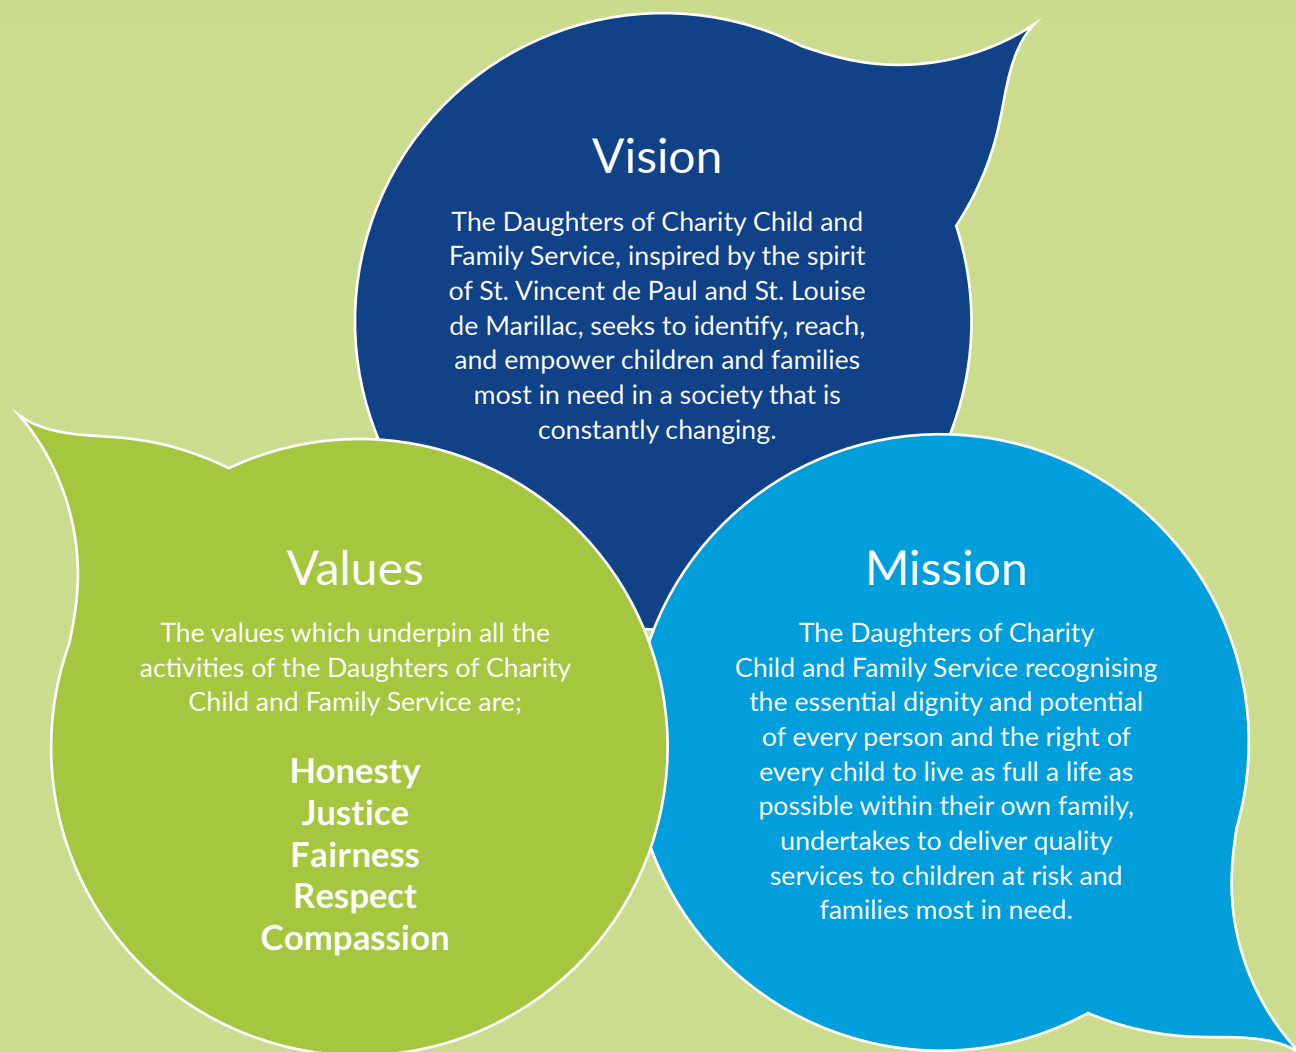 Vision
The Daughters of Charity Child and
Family Service, inspired by the spirit
of St. Vincent de Paul and St. Louise
de Marillac, seeks to identify, reach,
and empower children and families
most in need in a society that is
constantly changing.
Values
The values which underpin all the
activities of the Daughters of Charity
Child and Family Service are;
Honesty
Justice
Fairness
Respect
Compassion
Mission
The Daughters of Charity
Child and Family Service recognising
the essential dignity and potential
of every person and the right of
every child to live as full a life as
possible within their own family,
undertakes to deliver quality
services to children at risk and
families most in need.